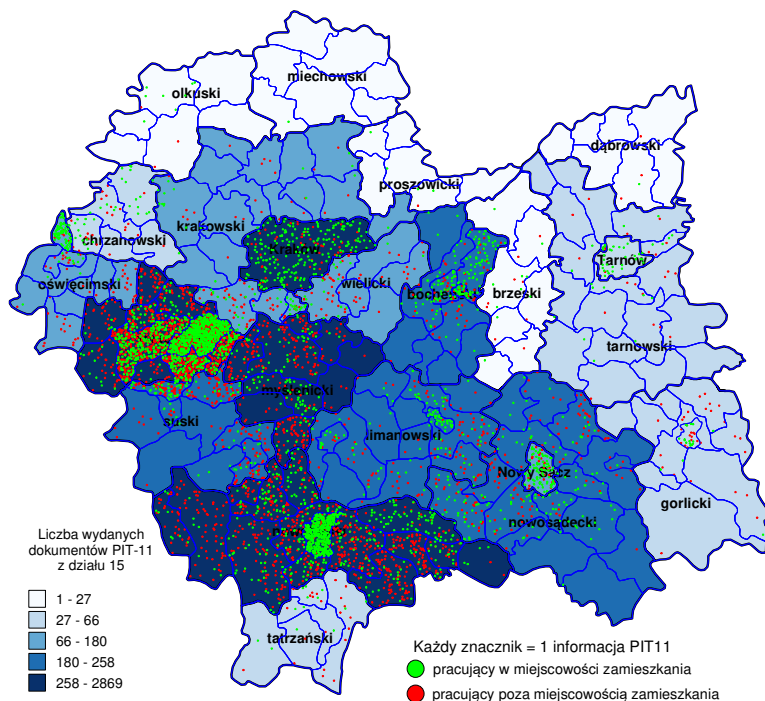 miechowski
olkuski
dąbrowski
proszowicki
krakowski
chrzanowski
Kraków
Tarnów
oświęcimski
wielicki
brzeski
tarnowski
myślenicki
suski
limanowski
Nowy Sącz
gorlicki
nowosądecki
tatrzański
Liczba wydanych
dokumentów PIT-11
z działu 15
1 - 27
27 - 66
66 - 180
180 - 258
258 - 2869
Każdy znacznik = 1 informacja PIT11
pracujący w miejscowości zamieszkania
pracujący poza miejscowością zamieszkania